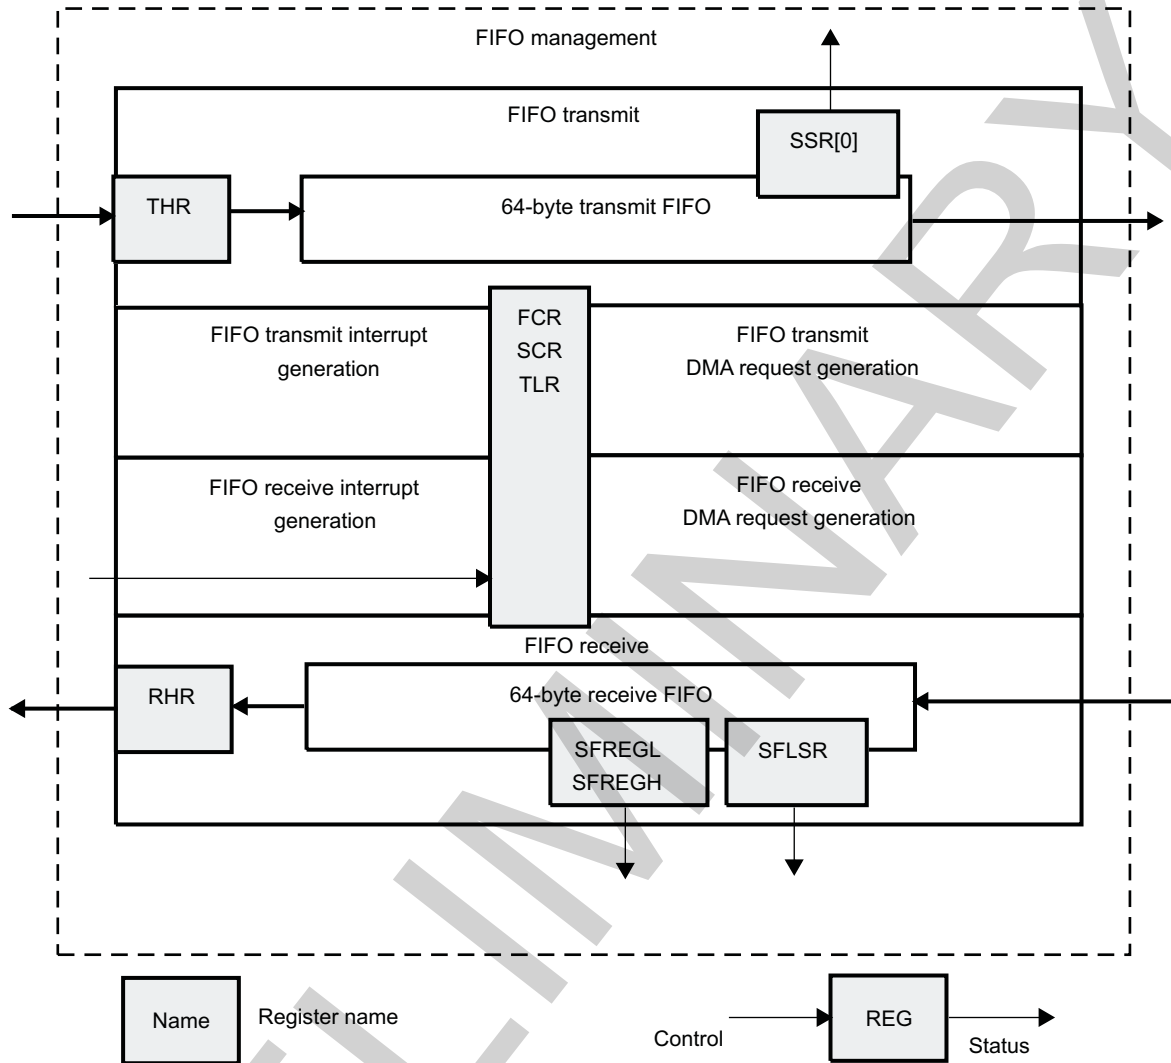 FIFO management
FIFO transmit
SSR[0]
THR
64-byte transmit FIFO
FIFO transmit interrupt
generation
FCR
SCR
TLR
FIFO transmit
DMA request generation
FIFO receive interrupt
generation
FIFO receive
DMA request generation
FIFO receive
RHR
64-byte receive FIFO
SFREGL
SFREGH
SFLSR
Name
Register name
Control
REG
Status
LIMINARY